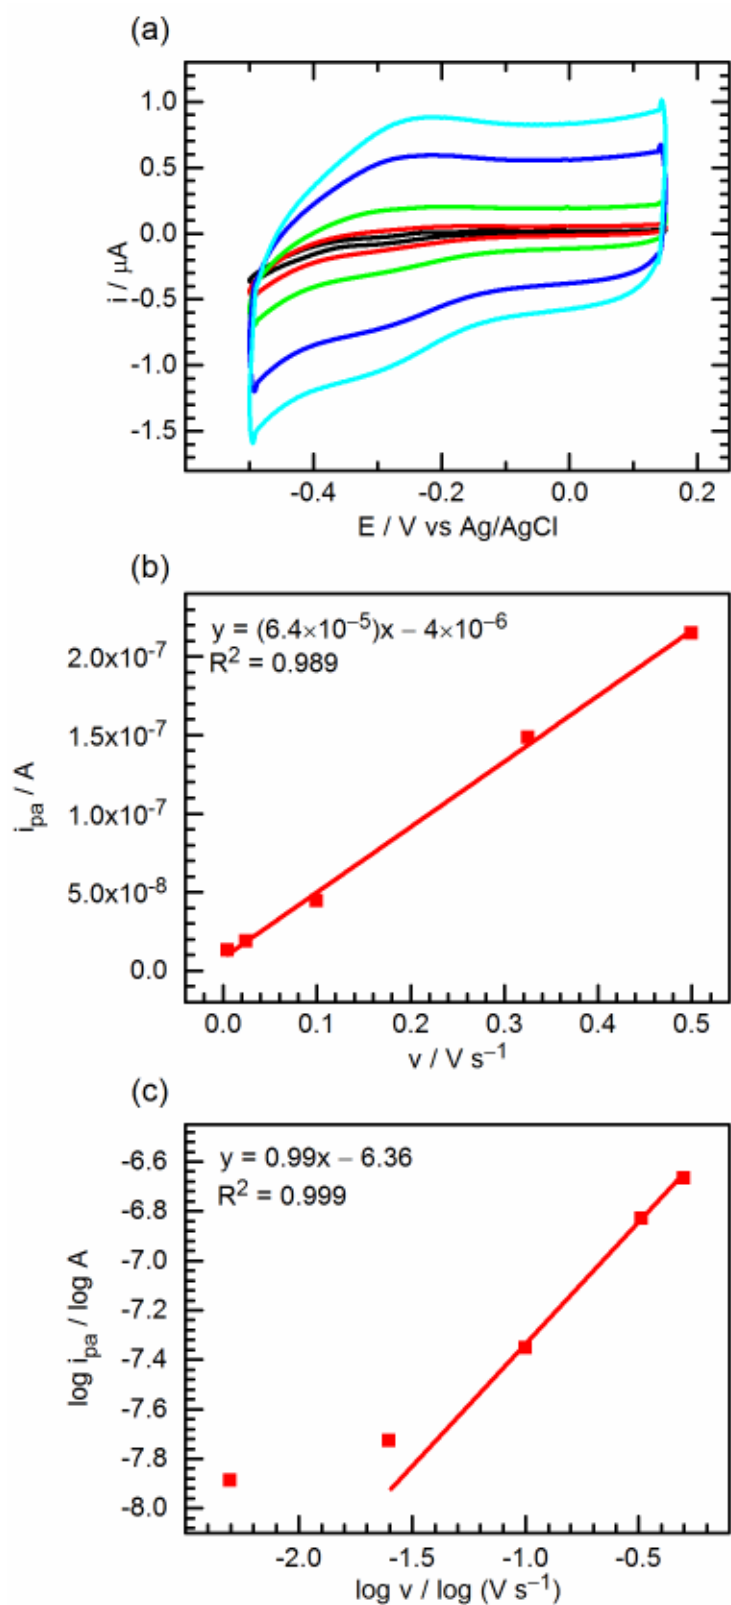 (a)
1.0
0.5
0.0
-0.5
-1.0
-1.5
i / μA
-0.4 -0.2 0.0 0.2
E / V vs Ag/AgCl
(b)
y = (6.4×10⁻⁵)x – 4×10⁻⁶
R² = 0.989
2.0x10⁻⁷
1.5x10⁻⁷
1.0x10⁻⁷
5.0x10⁻⁸
0.0
iₚₐ / A
0.0 0.1 0.2 0.3 0.4 0.5
v / V s⁻¹
(c)
y = 0.99x – 6.36
R² = 0.999
-6.6
-6.8
-7.0
-7.2
-7.4
-7.6
-7.8
-8.0
log iₚₐ / log A
-2.0 -1.5 -1.0 -0.5
log v / log (V s⁻¹)